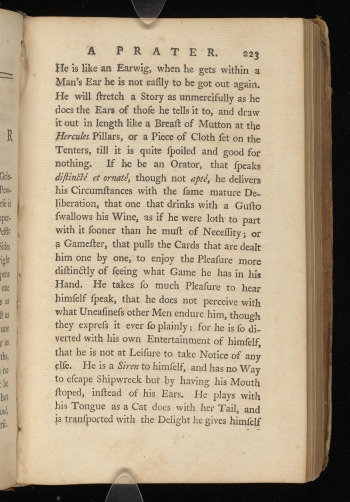 A PRATER. 223
He is like an Earwig, when he gets within a
Man's Ear he is not easily to be got out again.
He will ſtretch a Story as unmercifully as he
does the Ears of thoſe he tells it to, and draw
it out in length like a Breaſt of Mutton at the
Hercules Pillars, or a Piece of Cloth ſet on the
Tenters, till it is quite ſpoiled and good for
nothing. If he be an Orator, that ſpeaks
diſtinctè et ornatè, though not aptè, he delivers
his Circumſtances with the ſame mature De-
liberation, that one that drinks with a Guſto
ſwallows his Wine, as if he were loth to part
with it ſooner than he muſt of Neceſſity; or
a Gameſter, that pulls the Cards that are dealt
him one by one, to enjoy the Pleaſure more
diſtinctly of ſeeing what Game he has in his
Hand. He takes ſo much Pleaſure to hear
himſelf ſpeak, that he does not perceive with
what Uneaſineſs other Men endure him, though
they expreſs it ever ſo plainly; for he is ſo di-
verted with his own Entertainment of himſelf,
that he is not at Leiſure to take Notice of any
elſe. He is a Siren to himſelf, and has no Way
to eſcape Shipwreck but by having his Mouth
ſtoped, inſtead of his Ears. He plays with
his Tongue as a Cat does with her Tail, and
is tranſported with the Delight he gives himſelf